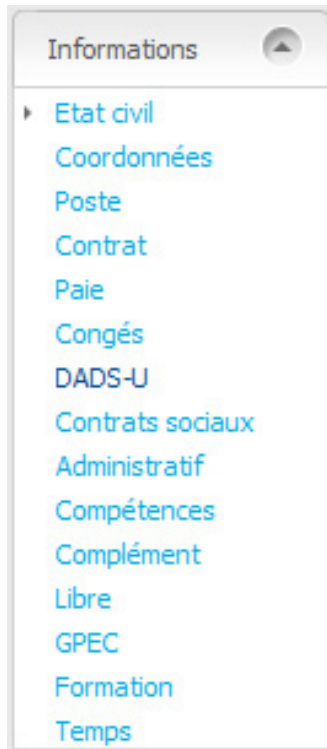 Informations
Etat civil
Coordonnées
Poste
Contrat
Paie
Congés
DADS-U
Contrats sociaux
Administratif
Compétences
Complément
Libre
GPEC
Formation
Temps